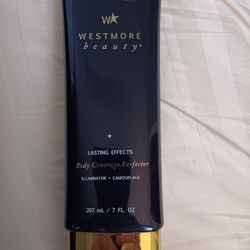 W★
WESTMORE
beauty
LASTING EFFECTS
Body Coverage Perfector
ILLUMINATOR + CAMOUFLAGE
207 mL / 7 FL. OZ